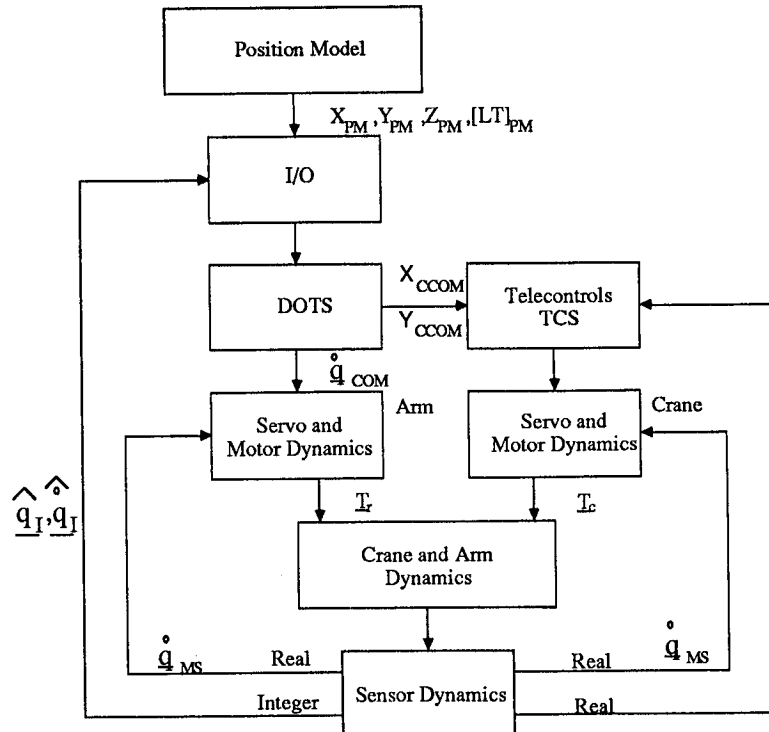 Position Model
X_PM, Y_PM, Z_PM, [LT]_PM
I/O
DOTS
X_CCOM
Y_CCOM
Telecontrols
TCS
q̊_COM
Arm
Crane
Servo and
Motor Dynamics
Servo and
Motor Dynamics
T_r
T_c
q̂_I, q̊̂_I
Crane and Arm
Dynamics
q̊_MS
Real
Real
q̊_MS
Integer
Sensor Dynamics
Real